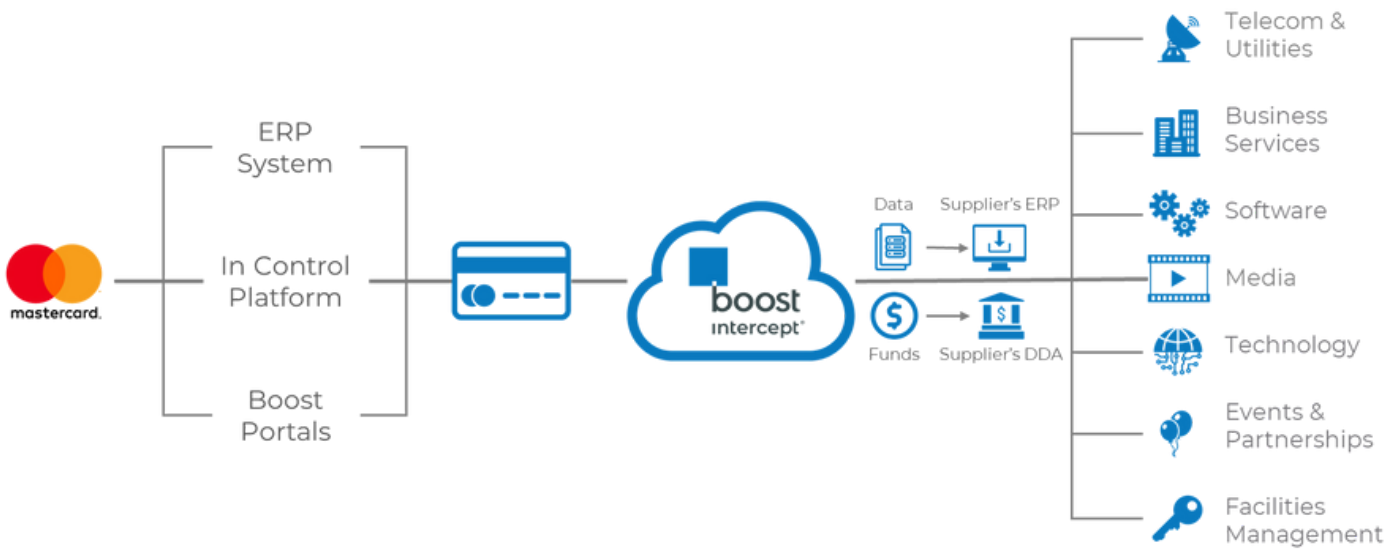 mastercard.
ERP
System
In Control
Platform
Boost
Portals
boost
intercept®
Data
Supplier's ERP
Funds
Supplier's DDA
Telecom &
Utilities
Business
Services
Software
Media
Technology
Events &
Partnerships
Facilities
Management